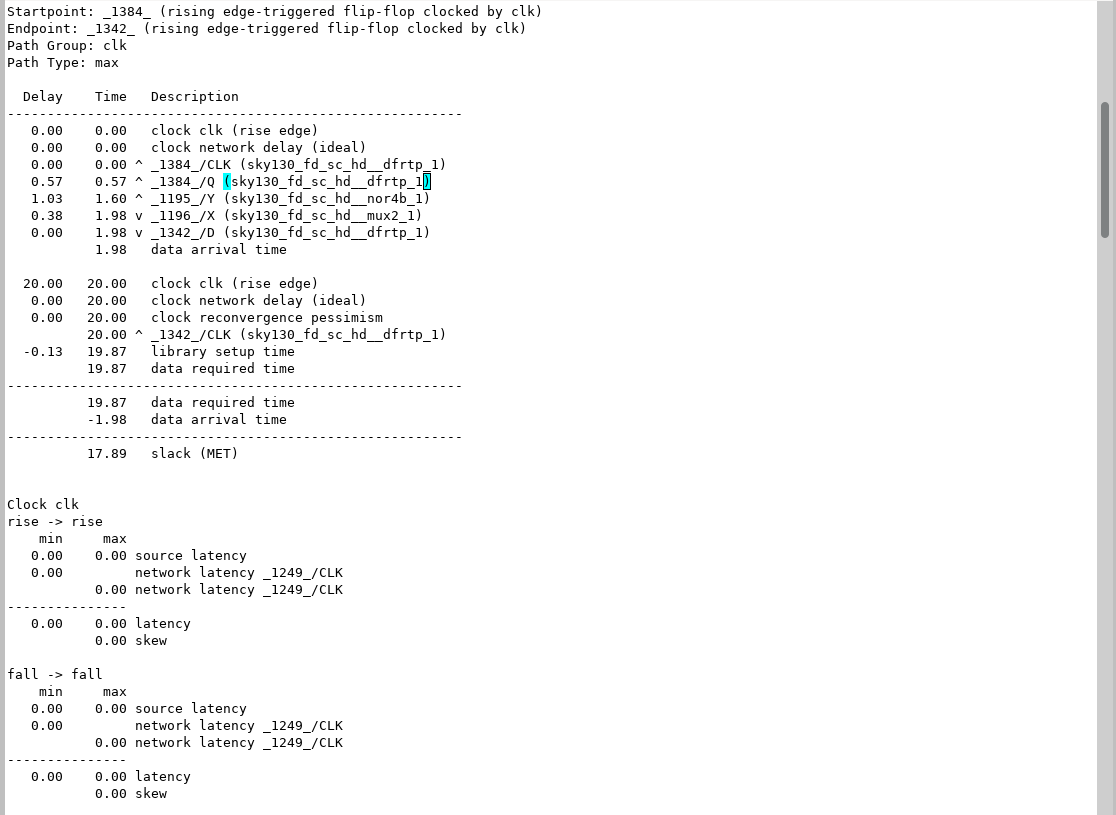 Startpoint: _1384_ (rising edge-triggered flip-flop clocked by clk)
Endpoint: _1342_ (rising edge-triggered flip-flop clocked by clk)
Path Group: clk
Path Type: max
  Delay    Time   Description
---------------------------------------------------------
   0.00    0.00   clock clk (rise edge)
   0.00    0.00   clock network delay (ideal)
   0.00    0.00 ^ _1384_/CLK (sky130_fd_sc_hd__dfrtp_1)
   0.57    0.57 ^ _1384_/Q (sky130_fd_sc_hd__dfrtp_1)
   1.03    1.60 ^ _1195_/Y (sky130_fd_sc_hd__nor4b_1)
   0.38    1.98 v _1196_/X (sky130_fd_sc_hd__mux2_1)
   0.00    1.98 v _1342_/D (sky130_fd_sc_hd__dfrtp_1)
           1.98   data arrival time
  20.00   20.00   clock clk (rise edge)
   0.00   20.00   clock network delay (ideal)
   0.00   20.00   clock reconvergence pessimism
          20.00 ^ _1342_/CLK (sky130_fd_sc_hd__dfrtp_1)
  -0.13   19.87   library setup time
          19.87   data required time
---------------------------------------------------------
          19.87   data required time
          -1.98   data arrival time
---------------------------------------------------------
          17.89   slack (MET)
Clock clk
rise -> rise
    min     max
   0.00    0.00 source latency
   0.00         network latency _1249_/CLK
           0.00 network latency _1249_/CLK
---------------
   0.00    0.00 latency
           0.00 skew
fall -> fall
    min     max
   0.00    0.00 source latency
   0.00         network latency _1249_/CLK
           0.00 network latency _1249_/CLK
---------------
   0.00    0.00 latency
           0.00 skew